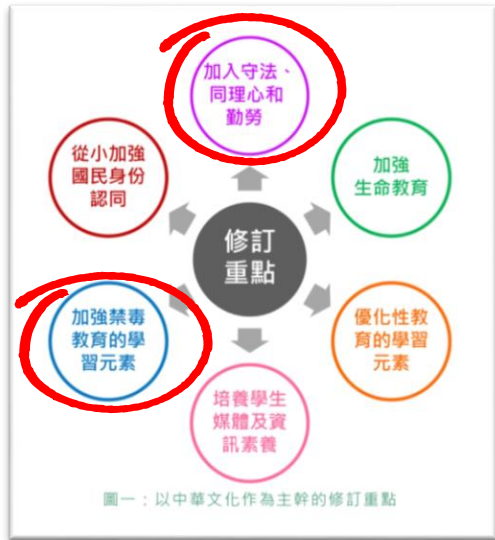 加入守法、
同理心和
勤勞
從小加強
國民身份
認同
加強
生命教育
修訂
重點
加強禁毒
教育的學
習元素
優化性教
育的學習
元素
培養學生
媒體及資
訊素養
圖一：以中華文化作為主幹的修訂重點